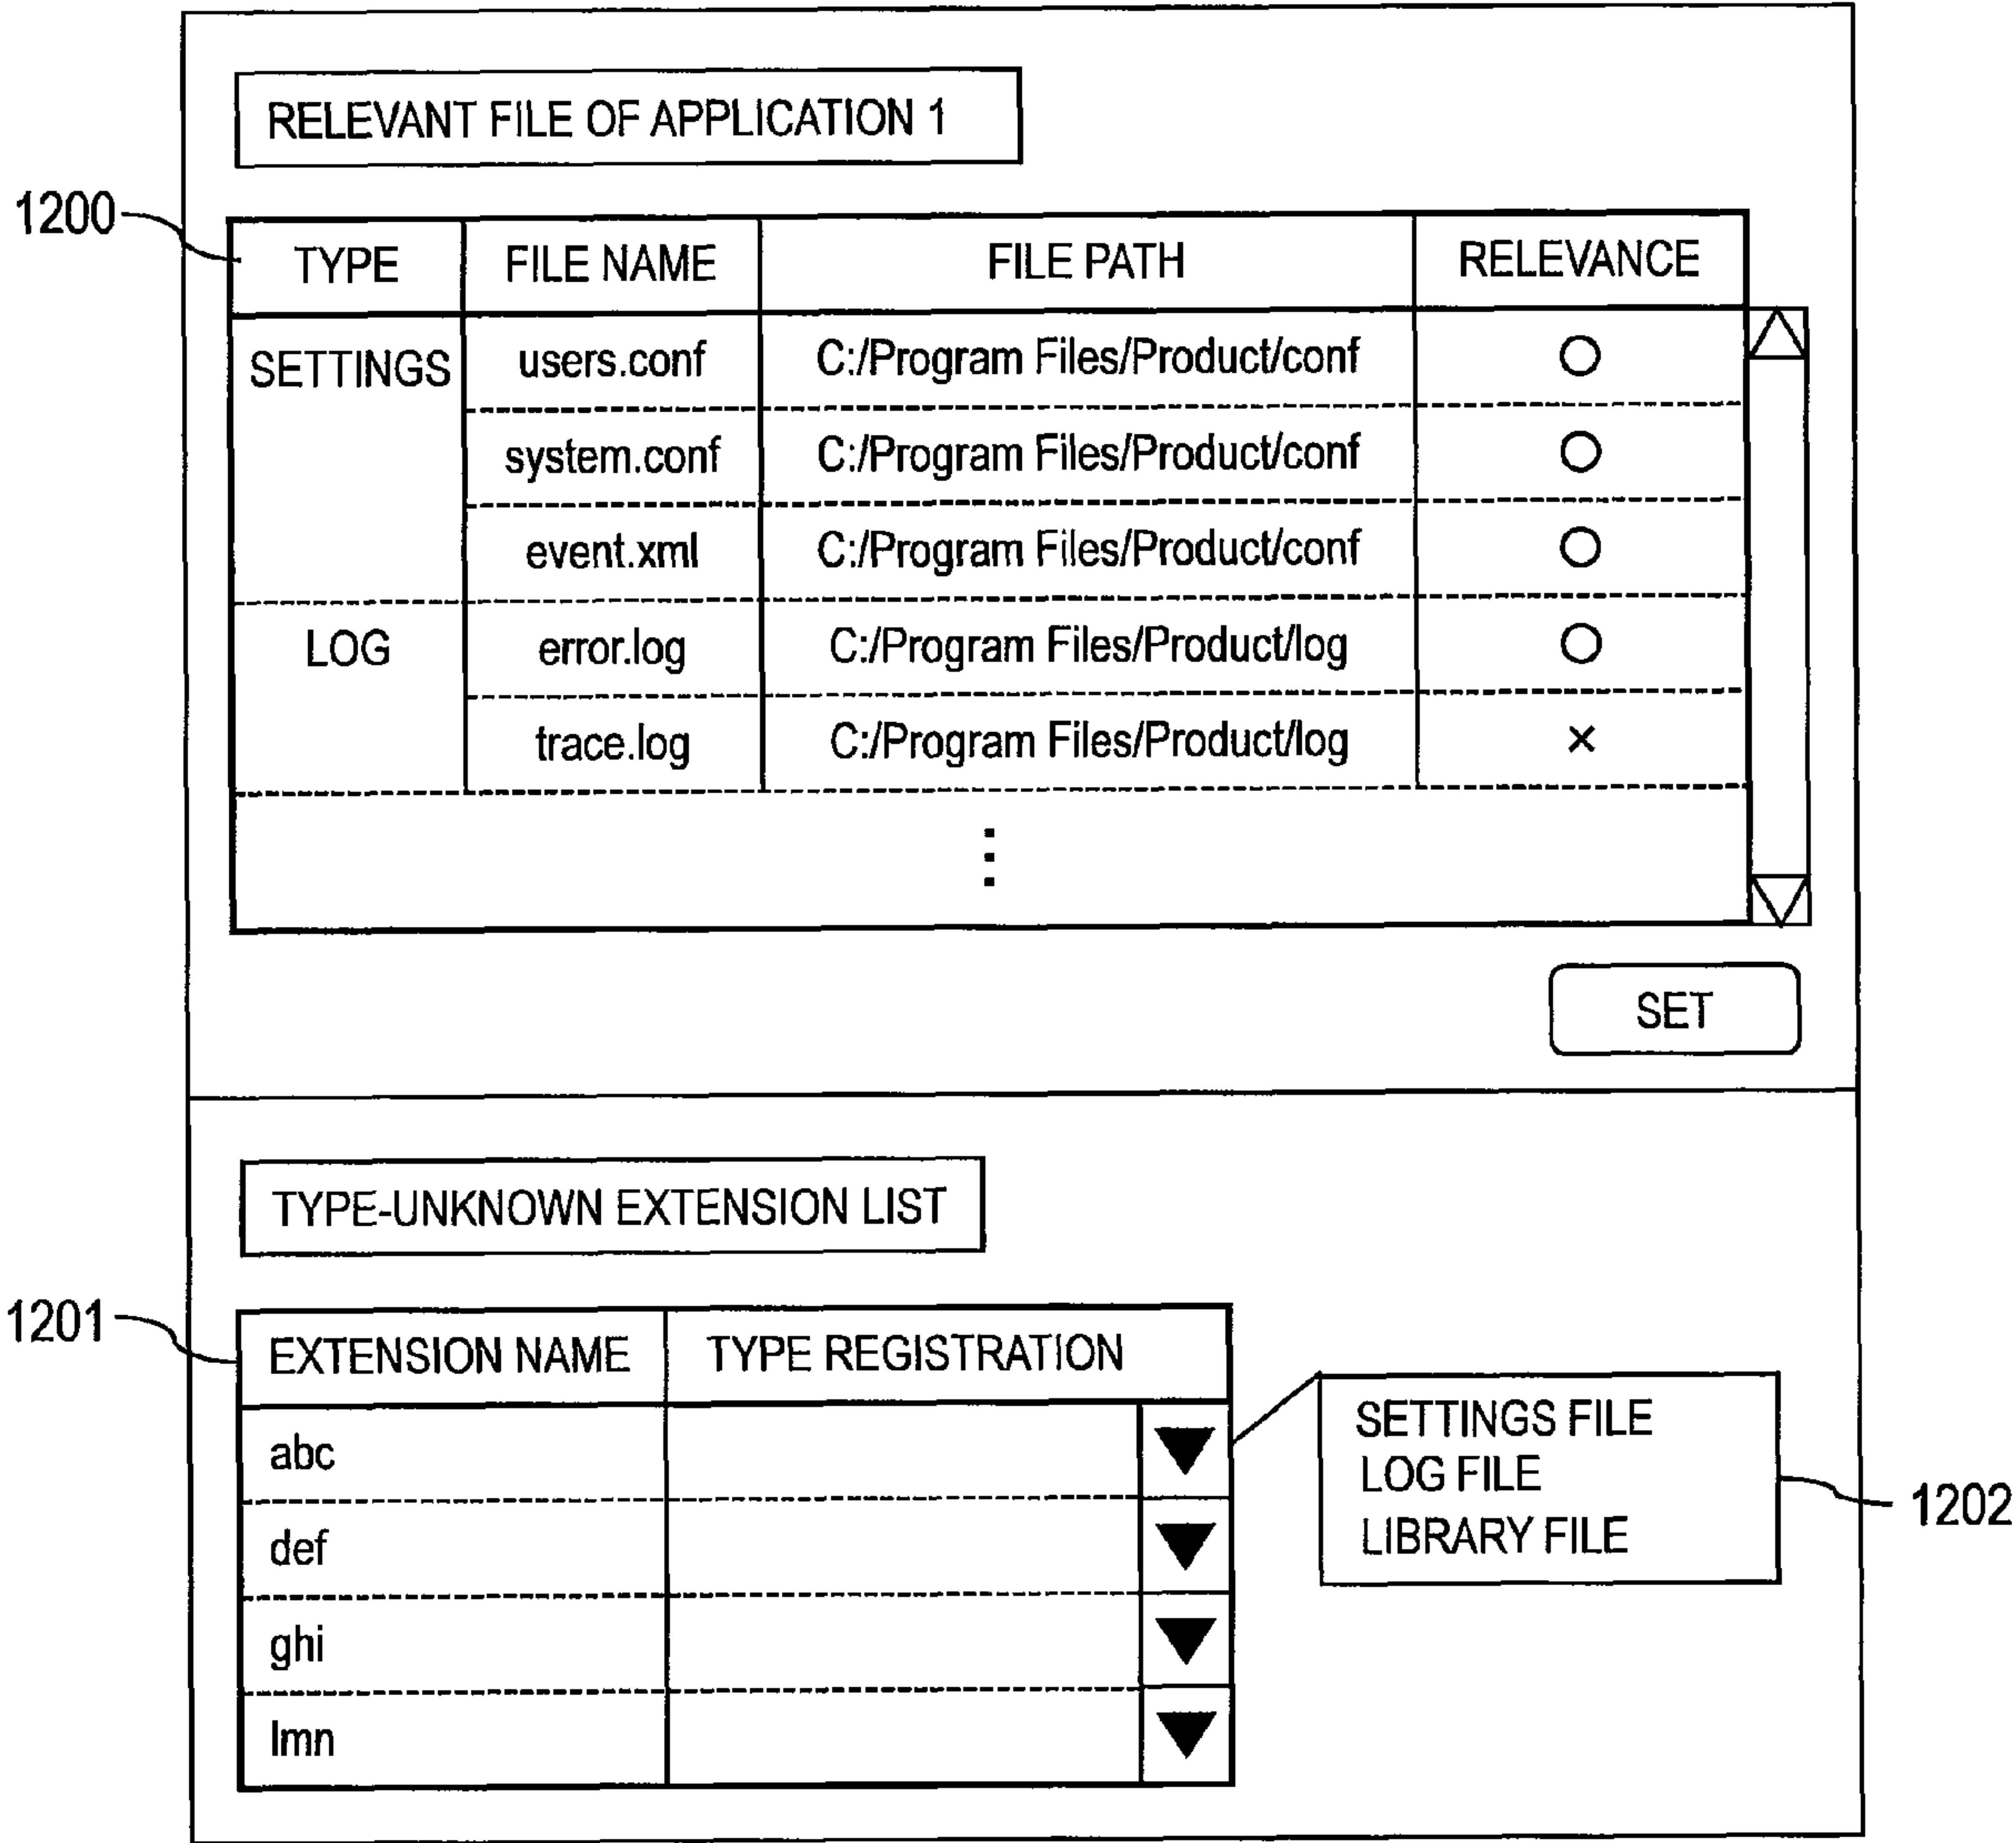 RELEVANT FILE OF APPLICATION 1
1200
TYPE FILE NAME FILE PATH RELEVANCE
SETTINGS users.conf C:/Program Files/Product/conf ○
system.conf C:/Program Files/Product/conf ○
event.xml C:/Program Files/Product/conf ○
LOG error.log C:/Program Files/Product/log ○
trace.log C:/Program Files/Product/log ×
⋮
SET
TYPE-UNKNOWN EXTENSION LIST
1201
EXTENSION NAME TYPE REGISTRATION
abc
def
ghi
lmn
SETTINGS FILE
LOG FILE
LIBRARY FILE
1202